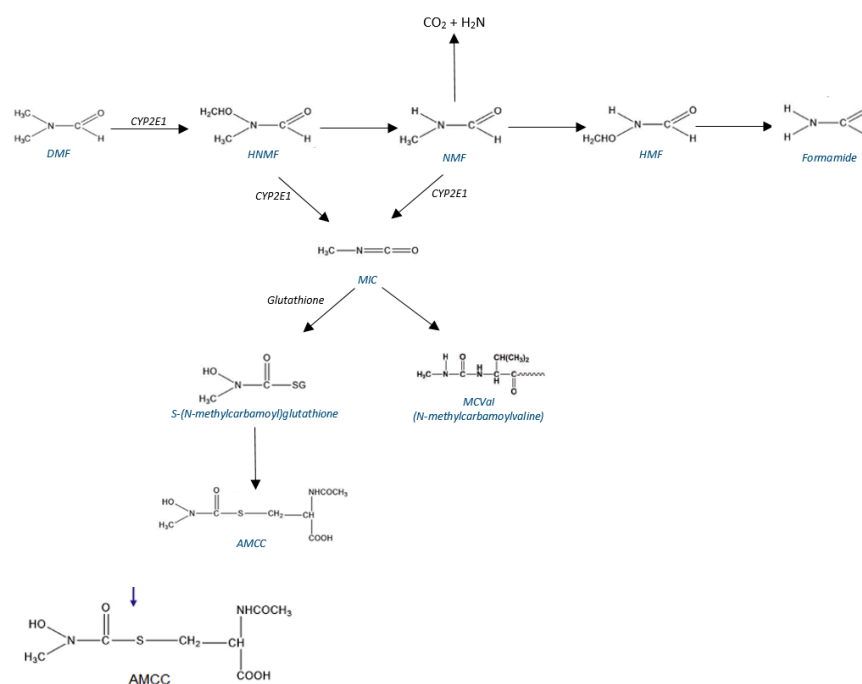 CO₂ + H₂N
H₃C N C O H₃C H
CYP2E1
H₂CHO N C O H₃C H
H N C O H₃C H
H N C O H₂CHO H
H N C H
DMF
HNMF
NMF
HMF
Formamide
CYP2E1
CYP2E1
H₃C N C O
MIC
Glutathione
HO N C O SG H₃C
H O H CH(CH₃)₂
H₃C N C N C C
H O
S-(N-methylcarbamoyl)glutathione
MCVal
(N-methylcarbamoylvaline)
O NHCOCH₃
HO N C S CH₂ CH
H₃C COOH
AMCC
O NHCOCH₃
HO N C S CH₂ CH
H₃C COOH
AMCC